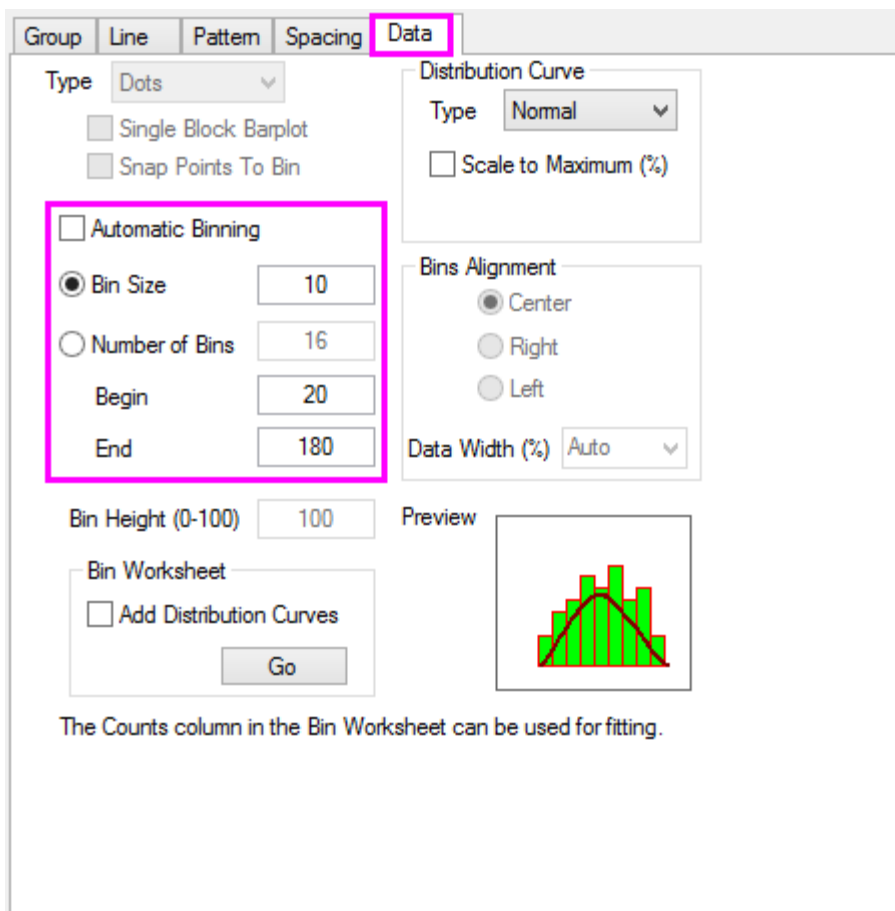 Group Line Pattern Spacing Data
Type Dots
Single Block Barplot
Snap Points To Bin
Distribution Curve
Type Normal
Scale to Maximum (%)
Automatic Binning
Bin Size 10
Number of Bins 16
Begin 20
End 180
Bins Alignment
Center
Right
Left
Data Width (%) Auto
Bin Height (0-100) 100
Preview
Bin Worksheet
Add Distribution Curves
Go
The Counts column in the Bin Worksheet can be used for fitting.